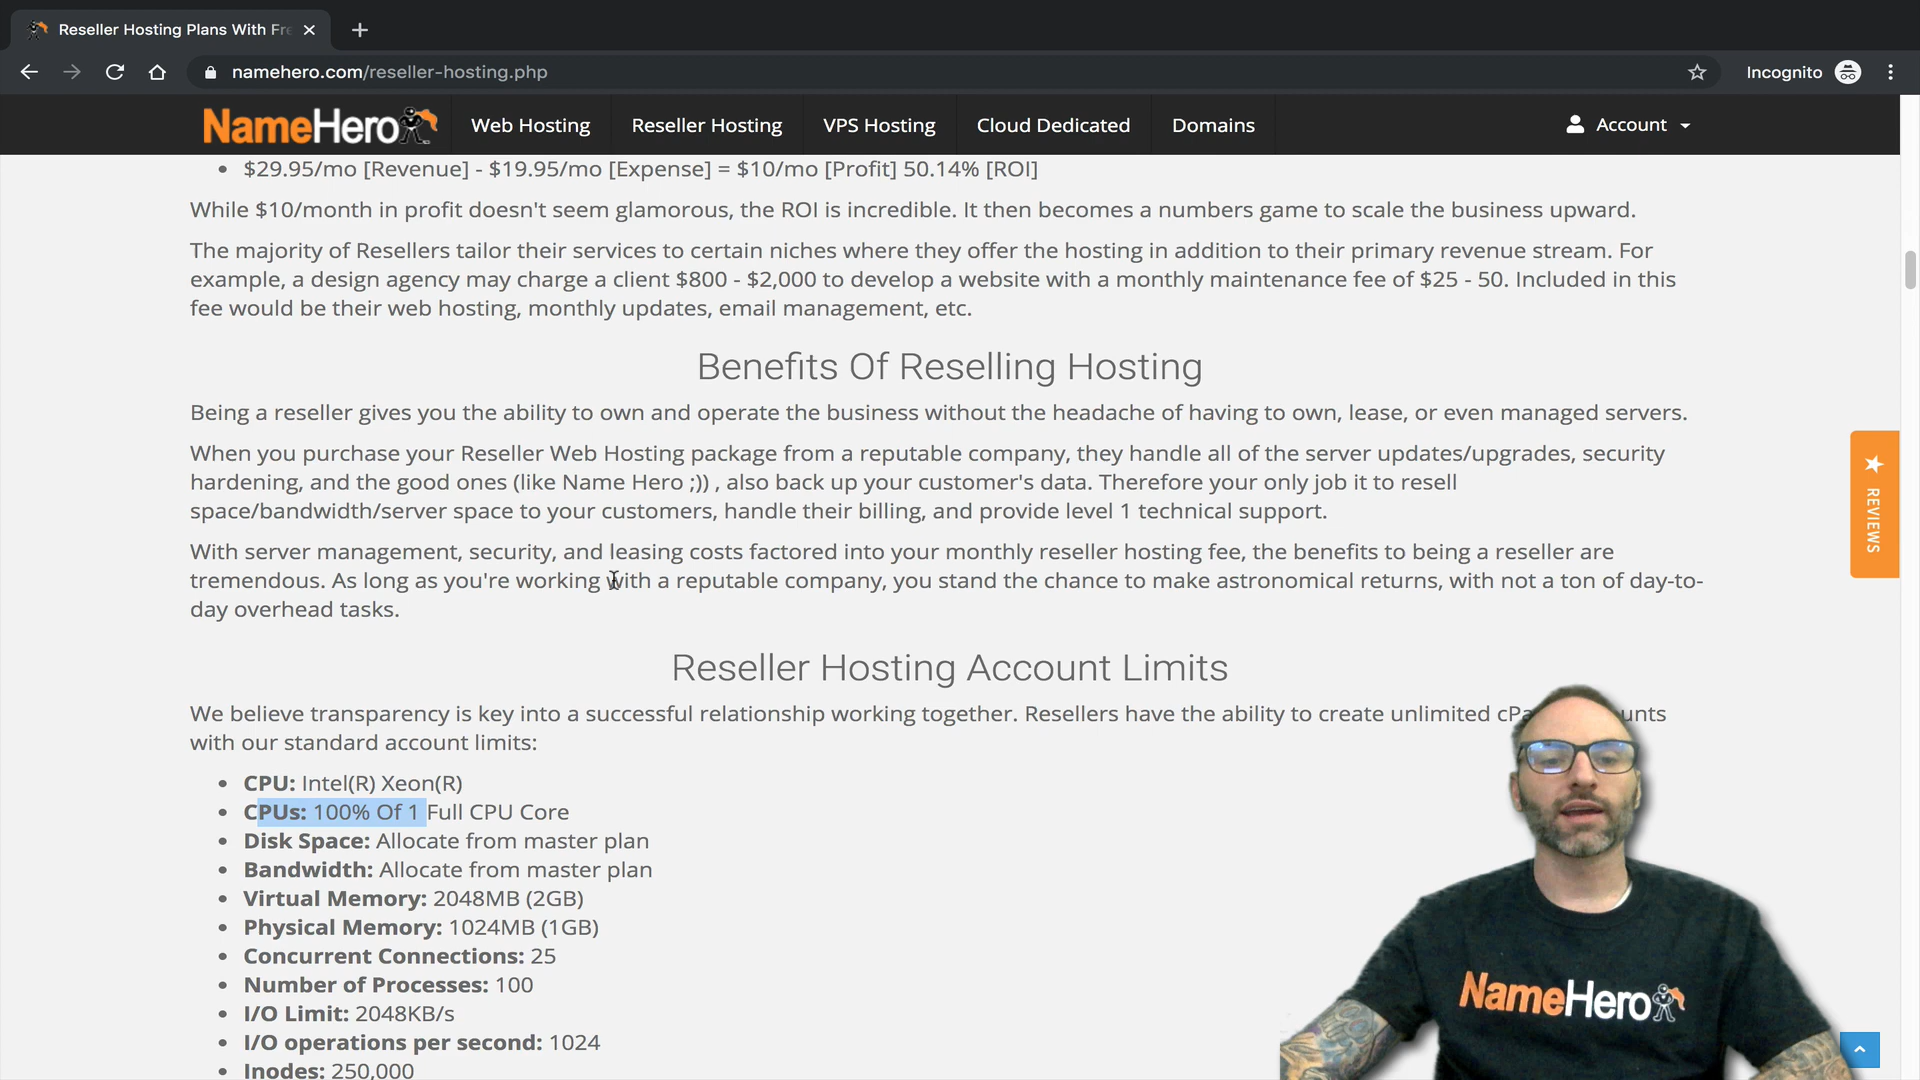 Reseller Hosting Plans With Fre
namehero.com/reseller-hosting.php
Incognito
NameHero
Web Hosting
Reseller Hosting
VPS Hosting
Cloud Dedicated
Domains
Account
• $29.95/mo [Revenue] - $19.95/mo [Expense] = $10/mo [Profit] 50.14% [ROI]
While $10/month in profit doesn't seem glamorous, the ROI is incredible. It then becomes a numbers game to scale the business upward.
The majority of Resellers tailor their services to certain niches where they offer the hosting in addition to their primary revenue stream. For
example, a design agency may charge a client $800 - $2,000 to develop a website with a monthly maintenance fee of $25 - 50. Included in this
fee would be their web hosting, monthly updates, email management, etc.
Benefits Of Reselling Hosting
Being a reseller gives you the ability to own and operate the business without the headache of having to own, lease, or even managed servers.
When you purchase your Reseller Web Hosting package from a reputable company, they handle all of the server updates/upgrades, security
hardening, and the good ones (like Name Hero ;)) , also back up your customer's data. Therefore your only job it to resell
space/bandwidth/server space to your customers, handle their billing, and provide level 1 technical support.
With server management, security, and leasing costs factored into your monthly reseller hosting fee, the benefits to being a reseller are
tremendous. As long as you're working with a reputable company, you stand the chance to make astronomical returns, with not a ton of day-to-
day overhead tasks.
REVIEWS
Reseller Hosting Account Limits
We believe transparency is key into a successful relationship working together. Resellers have the ability to create unlimited
with our standard account limits:
• CPU: Intel(R) Xeon(R)
• CPUs: 100% Of 1 Full CPU Core
• Disk Space: Allocate from master plan
• Bandwidth: Allocate from master plan
• Virtual Memory: 2048MB (2GB)
• Physical Memory: 1024MB (1GB)
• Concurrent Connections: 25
• Number of Processes: 100
• I/O Limit: 2048KB/s
• I/O operations per second: 1024
• Inodes: 250,000
NameHero